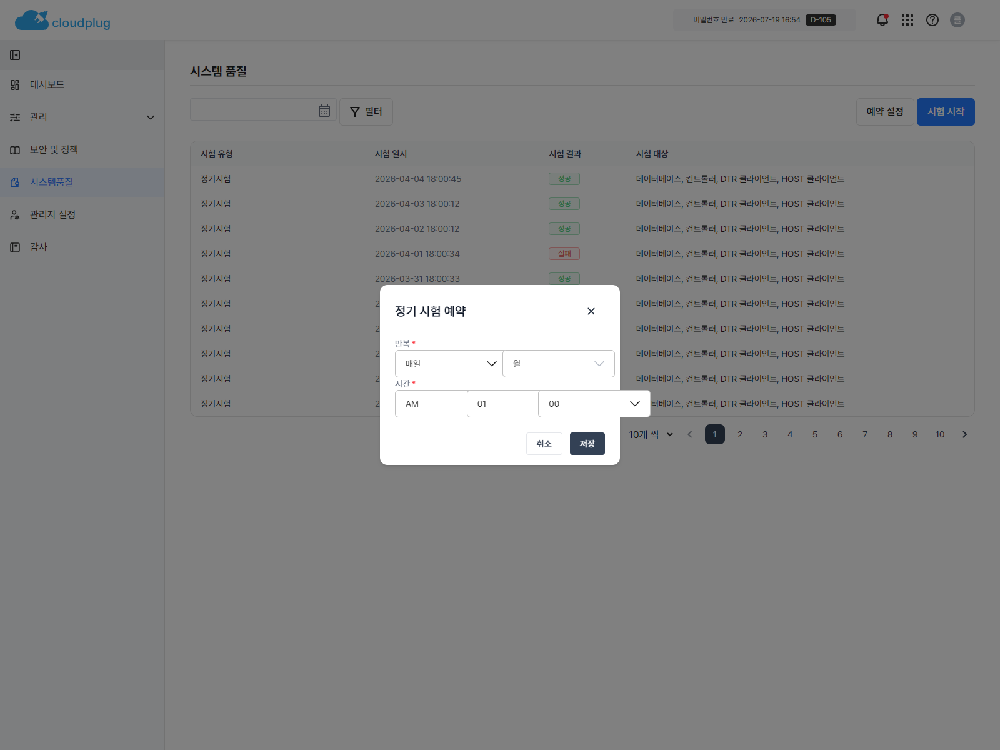 cloudplug
비밀번호 만료 2026-07-19 16:54 D-105
클
대시보드
관리
보안 및 정책
시스템품질
관리자 설정
감사
시스템 품질
필터
예약 설정
시험 시작
시험 유형 시험 일시 시험 결과 시험 대상
정기시험 2026-04-04 18:00:45 성공 데이터베이스, 컨트롤러, DTR 클라이언트, HOST 클라이언트
정기시험 2026-04-03 18:00:12 성공 데이터베이스, 컨트롤러, DTR 클라이언트, HOST 클라이언트
정기시험 2026-04-02 18:00:12 성공 데이터베이스, 컨트롤러, DTR 클라이언트, HOST 클라이언트
정기시험 2026-04-01 18:00:34 실패 데이터베이스, 컨트롤러, DTR 클라이언트, HOST 클라이언트
정기시험 2026-03-31 18:00:33 성공 데이터베이스, 컨트롤러, DTR 클라이언트, HOST 클라이언트
정기시험 2 데이터베이스, 컨트롤러, DTR 클라이언트, HOST 클라이언트
정기시험 2 데이터베이스, 컨트롤러, DTR 클라이언트, HOST 클라이언트
정기시험 2 데이터베이스, 컨트롤러, DTR 클라이언트, HOST 클라이언트
정기시험 2 데이터베이스, 컨트롤러, DTR 클라이언트, HOST 클라이언트
정기시험 2 터베이스, 컨트롤러, DTR 클라이언트, HOST 클라이언트
10개 씩 1 2 3 4 5 6 7 8 9 10
정기 시험 예약
반복 *
매일 월
시간 *
AM 01 00
취소 저장